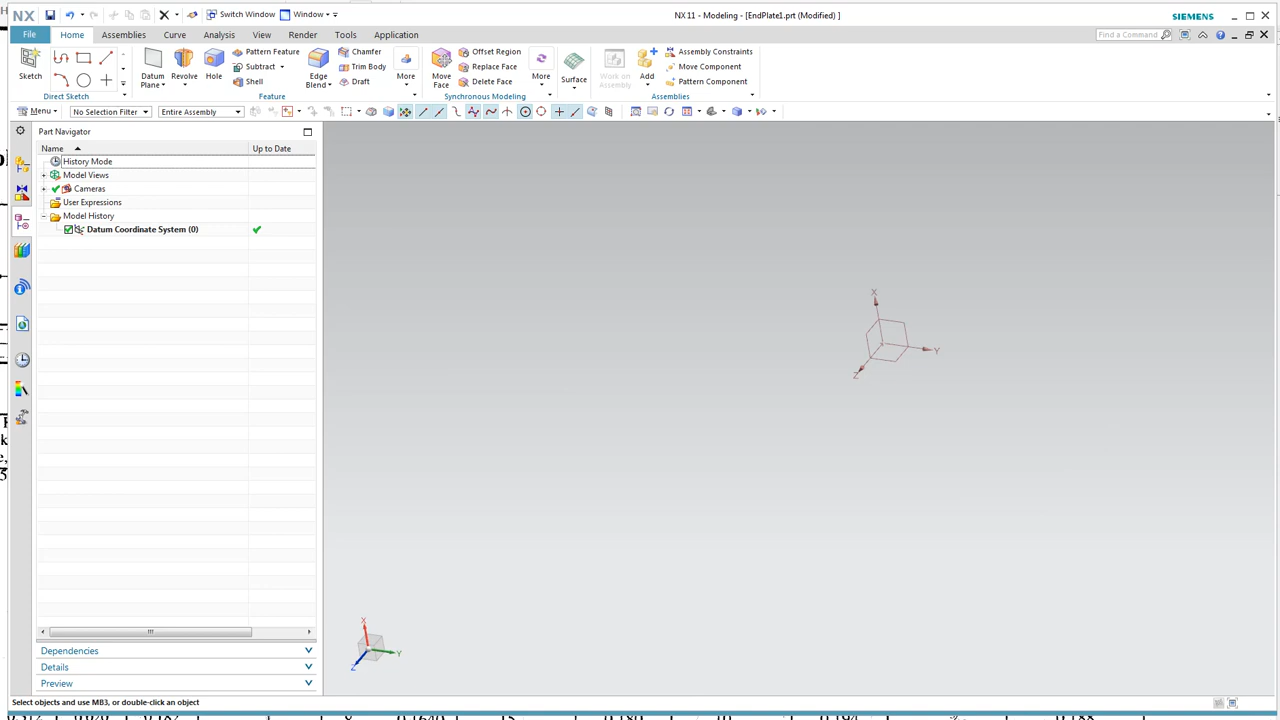 NX Switch Window Window NX 11 - Modeling - [EndPlate1.prt (Modified) ] SIEMENS
File Home Assemblies Curve Analysis View Render Tools Application Find a Command
Sketch
Direct Sketch
Datum Plane
Revolve
Hole
Pattern Feature
Subtract
Shell
Edge Blend
Chamfer
Trim Body
Draft
More
Feature
Move Face
Offset Region
Replace Face
Delete Face
More
Synchronous Modeling
Surface
Work on Assembly
Add
Assembly Constraints
Move Component
Pattern Component
Assemblies
Menu No Selection Filter Entire Assembly
Part Navigator
Name Up to Date
History Mode
Model Views
Cameras
User Expressions
Model History
Datum Coordinate System (0)
X
Y
Z
X
Y
Z
Dependencies
Details
Preview
Select objects and use MB3, or double-click an object